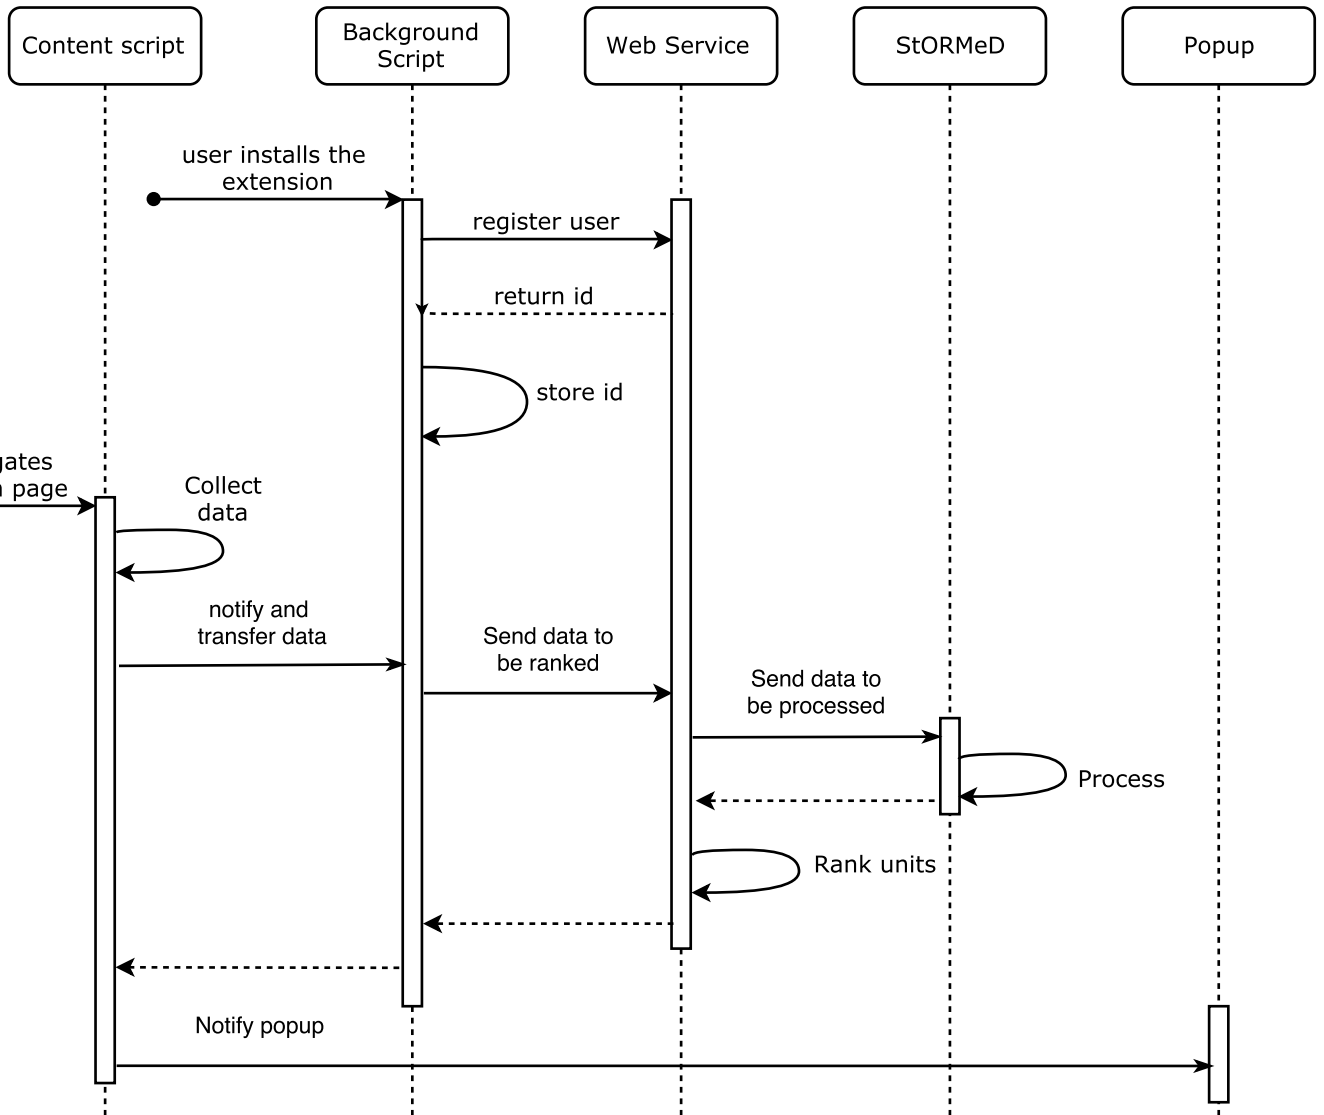 Content script
Background
Script
Web Service
StORMeD
Popup
user installs the
extension
register user
return id
store id
page
Collect
data
notify and
transfer data
Send data to
be ranked
Send data to
be processed
Process
Rank units
Notify popup